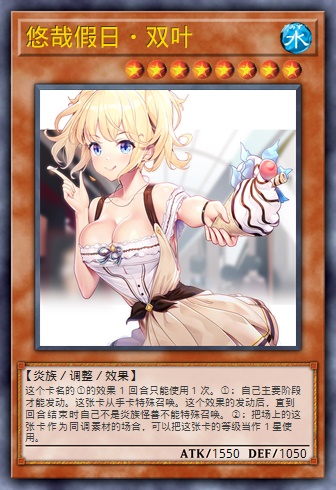 悠哉假日·双叶
水
【炎族／调整／效果】
这个卡名的①的效果1回合只能使用1次。①：自己主要阶段
才能发动。这张卡从手卡特殊召唤。这个效果的发动后，直到
回合结束时自己不是炎族怪兽不能特殊召唤。②：把场上的这
张卡作为同调素材的场合，可以把这张卡的等级当作1星使
用。
ATK/1550 DEF/1050